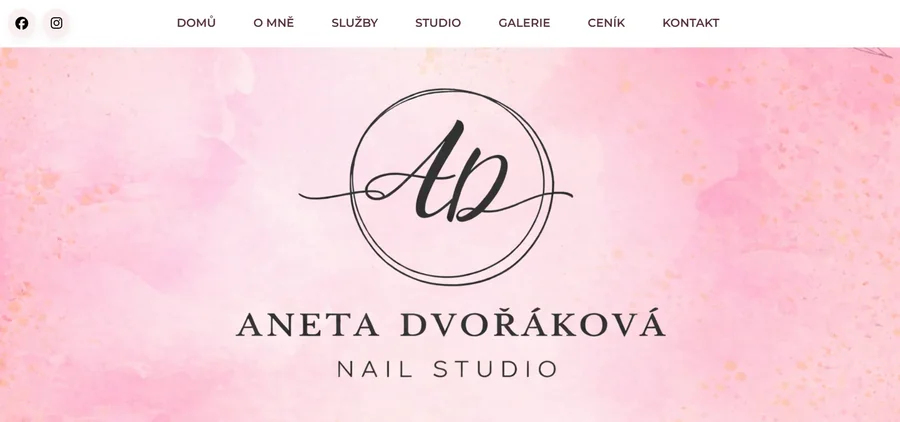 DOMŮ O MNĚ SLUŽBY STUDIO GALERIE CENÍK KONTAKT
AD
ANETA DVOŘÁKOVÁ
NAIL STUDIO